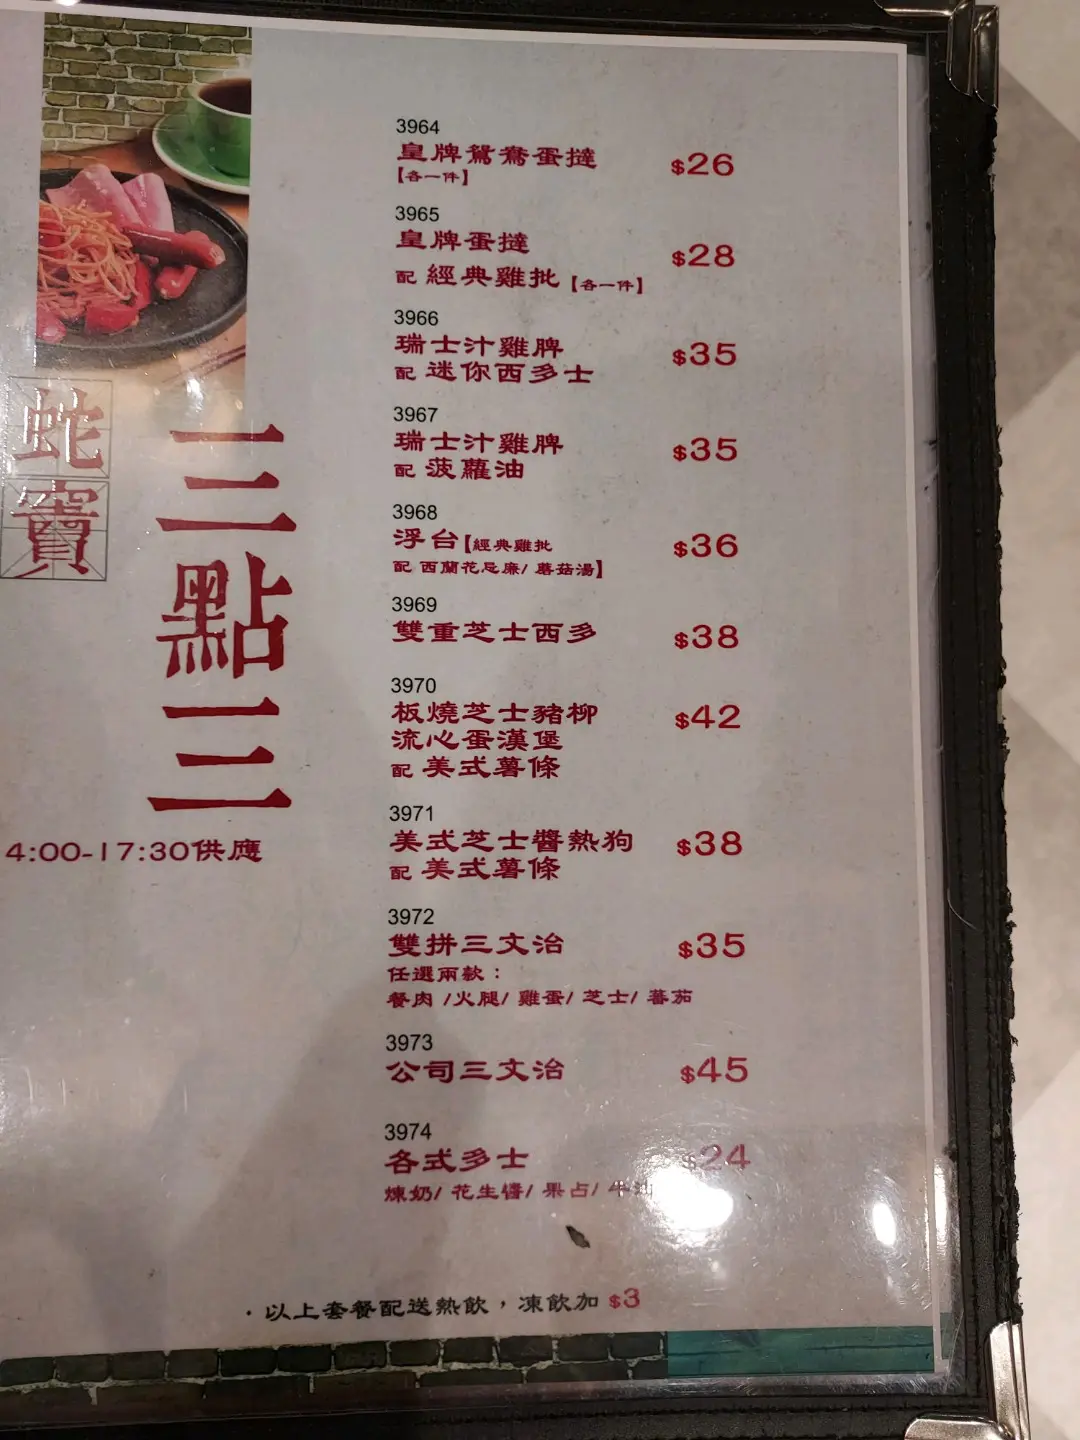 蛇
竇
三點三
4:00-17:30供應
3964
皇牌鴛鴦蛋撻 $26
【各一件】
3965
皇牌蛋撻 $28
配 經典雞批【各一件】
3966
瑞士汁雞脾 $35
配 迷你西多士
3967
瑞士汁雞脾 $35
配 菠蘿油
3968
浮台【經典雞批 $36
配 西蘭花忌廉/ 蘑菇湯】
3969
雙重芝士西多 $38
3970
板燒芝士豬柳 $42
流心蛋漢堡
配 美式薯條
3971
美式芝士醬熱狗 $38
配 美式薯條
3972
雙拼三文治 $35
任選兩款：
餐肉 /火腿/ 雞蛋/ 芝士/ 蕃茄
3973
公司三文治 $45
3974
各式多士 $24
煉奶/ 花生醬/ 果占/ 牛油
·以上套餐配送熱飲，凍飲加 $3